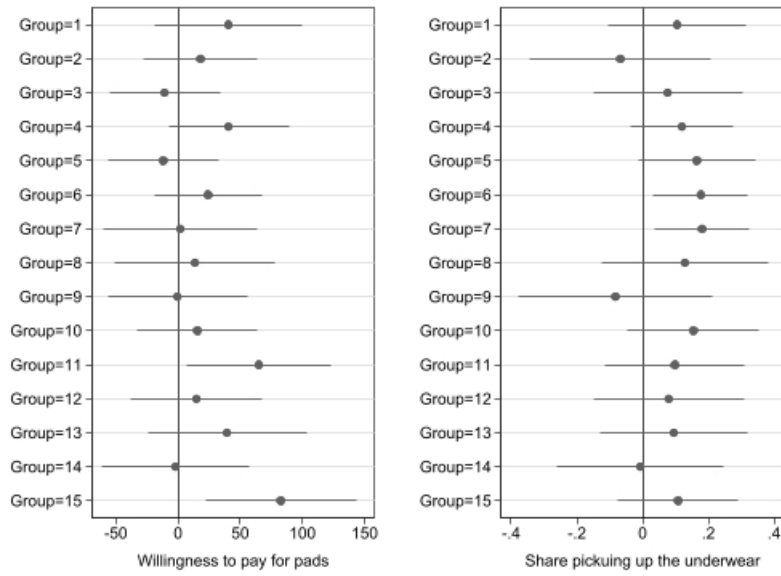 Group=1
Group=2
Group=3
Group=4
Group=5
Group=6
Group=7
Group=8
Group=9
Group=10
Group=11
Group=12
Group=13
Group=14
Group=15
-50 0 50 100 150
Willingness to pay for pads
Group=1
Group=2
Group=3
Group=4
Group=5
Group=6
Group=7
Group=8
Group=9
Group=10
Group=11
Group=12
Group=13
Group=14
Group=15
-.4 -.2 0 .2 .4
Share pickuing up the underwear